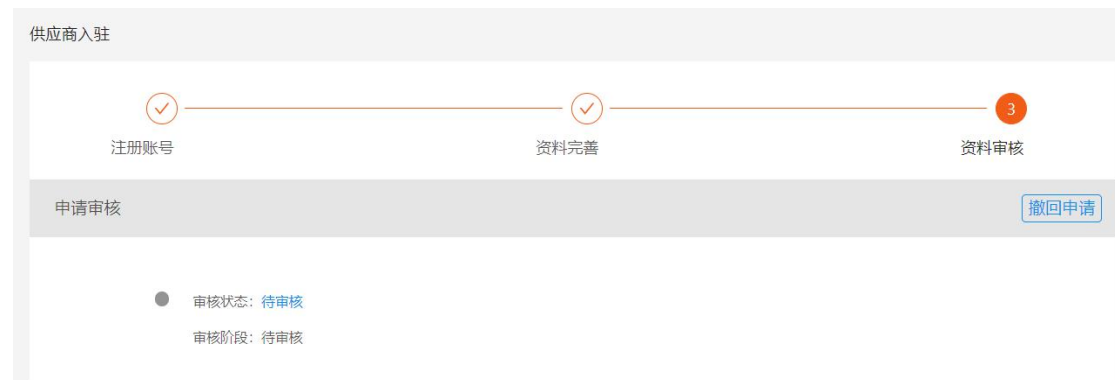 供应商入驻
3
注册账号 资料完善 资料审核
申请审核 撤回申请
审核状态：待审核
审核阶段：待审核